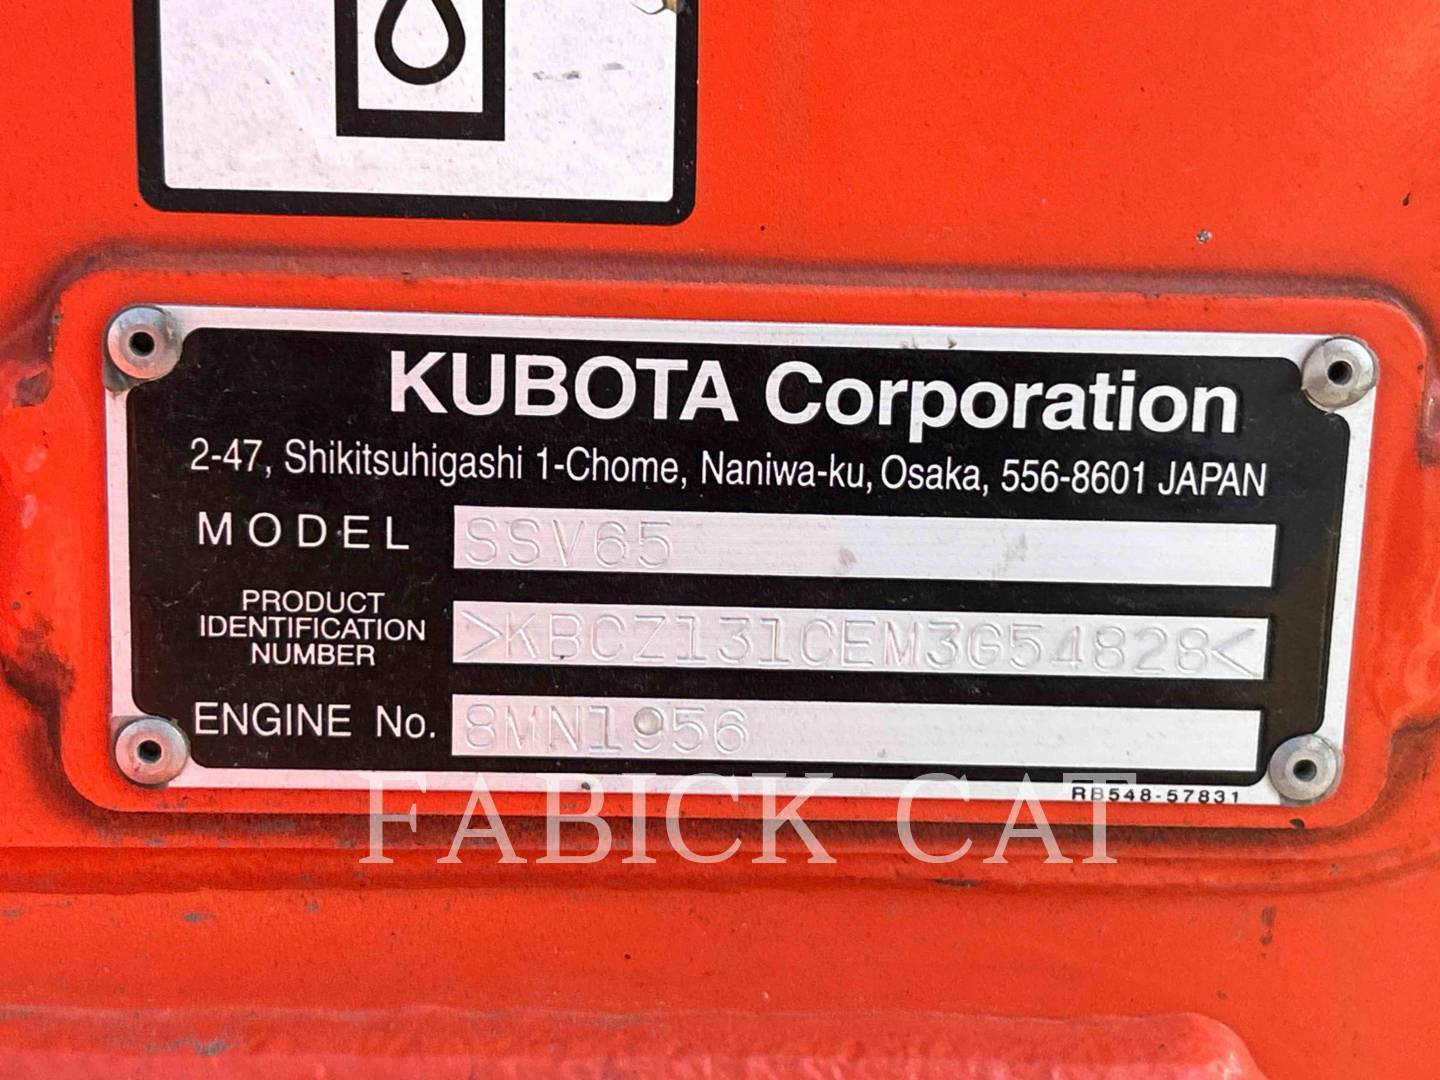 KUBOTA Corporation
2-47, Shikitsuhigashi 1-Chome, Naniwa-ku, Osaka, 556-8601 JAPAN
MODEL SSV65
PRODUCT
IDENTIFICATION >KBCZ131CEM3G54828<
NUMBER
ENGINE No. 8MN1956
RB548-57831
FABICK CAT